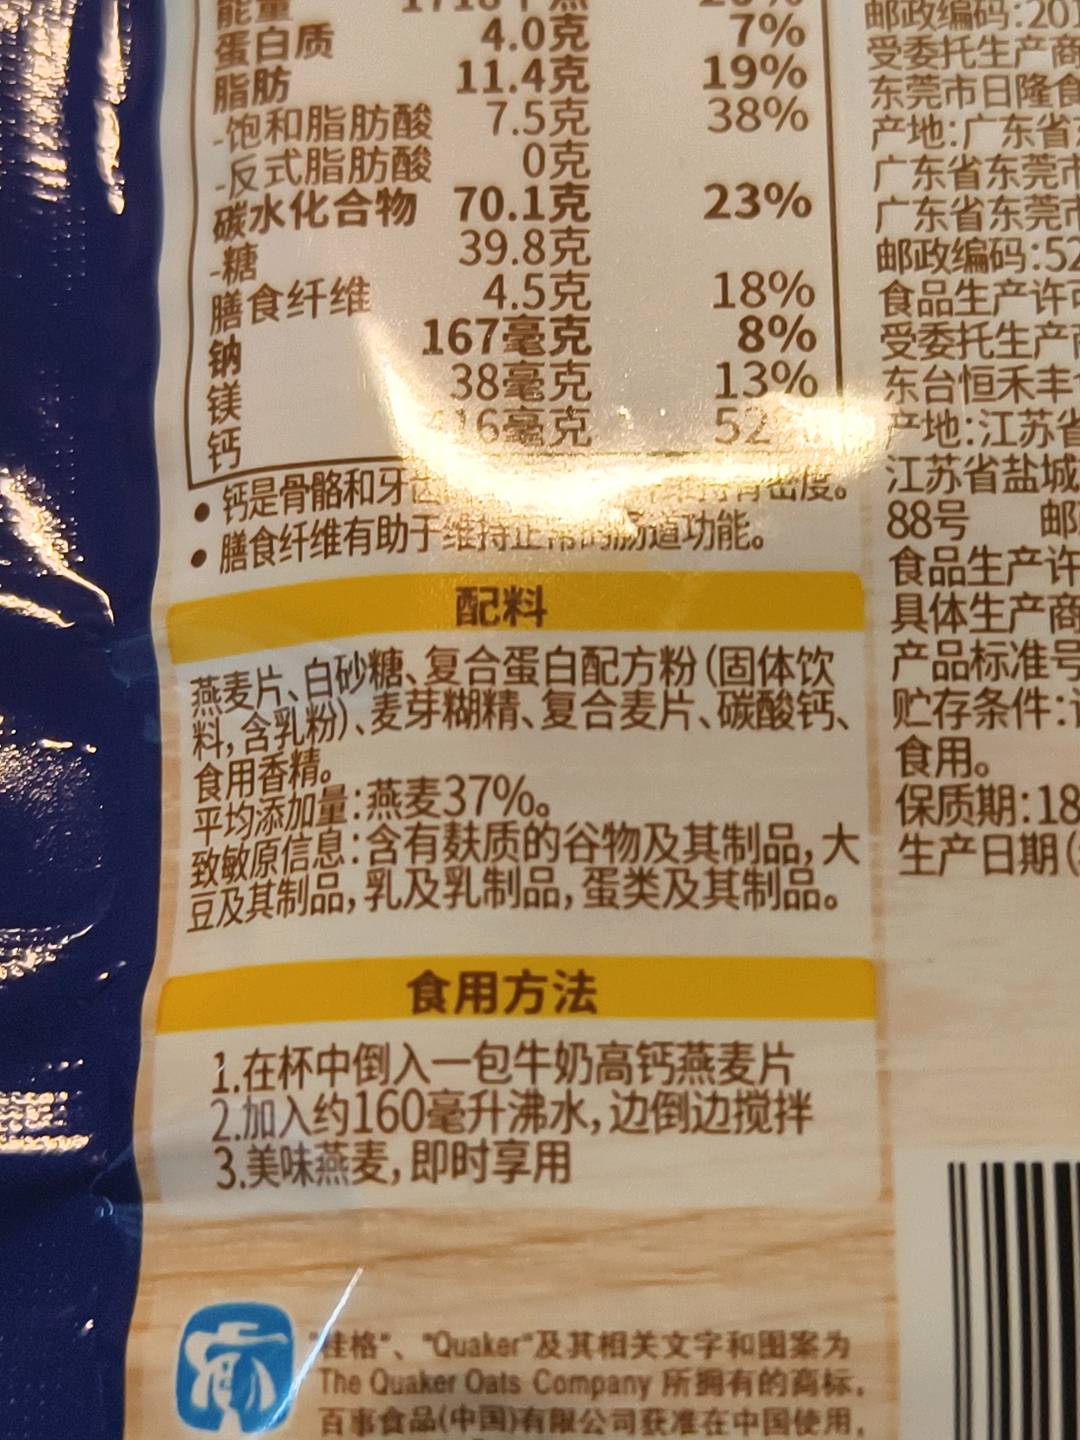 能量
蛋白质 4.0克 7%
脂肪 11.4克 19%
-饱和脂肪酸 7.5克 38%
-反式脂肪酸 0克
碳水化合物 70.1克 23%
-糖 39.8克
膳食纤维 4.5克 18%
钠 167毫克 8%
镁 38毫克 13%
钙 毫克
• 钙是骨骼和牙齿 骨密度。
• 膳食纤维有助于维持正常的肠道功能。
配料
燕麦片、白砂糖、复合蛋白配方粉(固体饮
料,含乳粉)、麦芽糊精、复合麦片、碳酸钙、
食用香精。
平均添加量:燕麦37%。
致敏原信息:含有麸质的谷物及其制品,大
豆及其制品,乳及乳制品,蛋类及其制品。
食用方法
1.在杯中倒入一包牛奶高钙燕麦片
2.加入约160毫升沸水,边倒边搅拌
3.美味燕麦,即时享用
"桂格"、"Quaker"及其相关文字和图案为
The Quaker Oats Company 所拥有的商标。
百事食品(中国)有限公司获准在中国使用。
邮政编码:201
受委托生产商
东莞市日隆食
产地:广东省
广东省东莞市
广东省东莞市
邮政编码:52
食品生产许可
受委托生产商
东台恒禾丰
产地:江苏省
江苏省盐城
88号 邮
食品生产许
具体生产商
产品标准号
贮存条件:
食用。
保质期:18
生产日期(